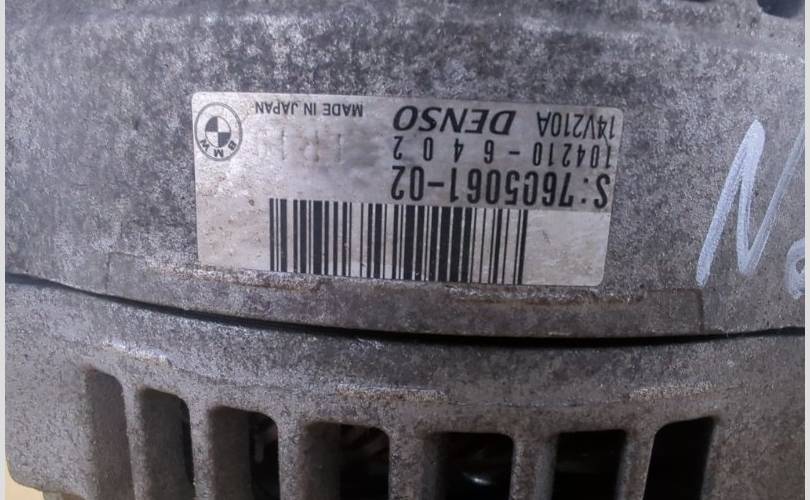 S:7605061-02
104210-6402
14V210A DENSO MADE IN JAPAN
BMW